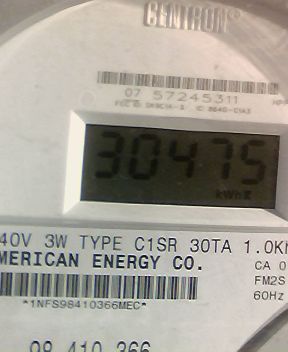 CENTRON®
07 57245311
30475
kWh
40V 3W TYPE C1SR 30TA 1.0K
MERICAN ENERGY CO.
CA 0
FM2S
*1NFS98410366MEC*
60Hz
98 410 366